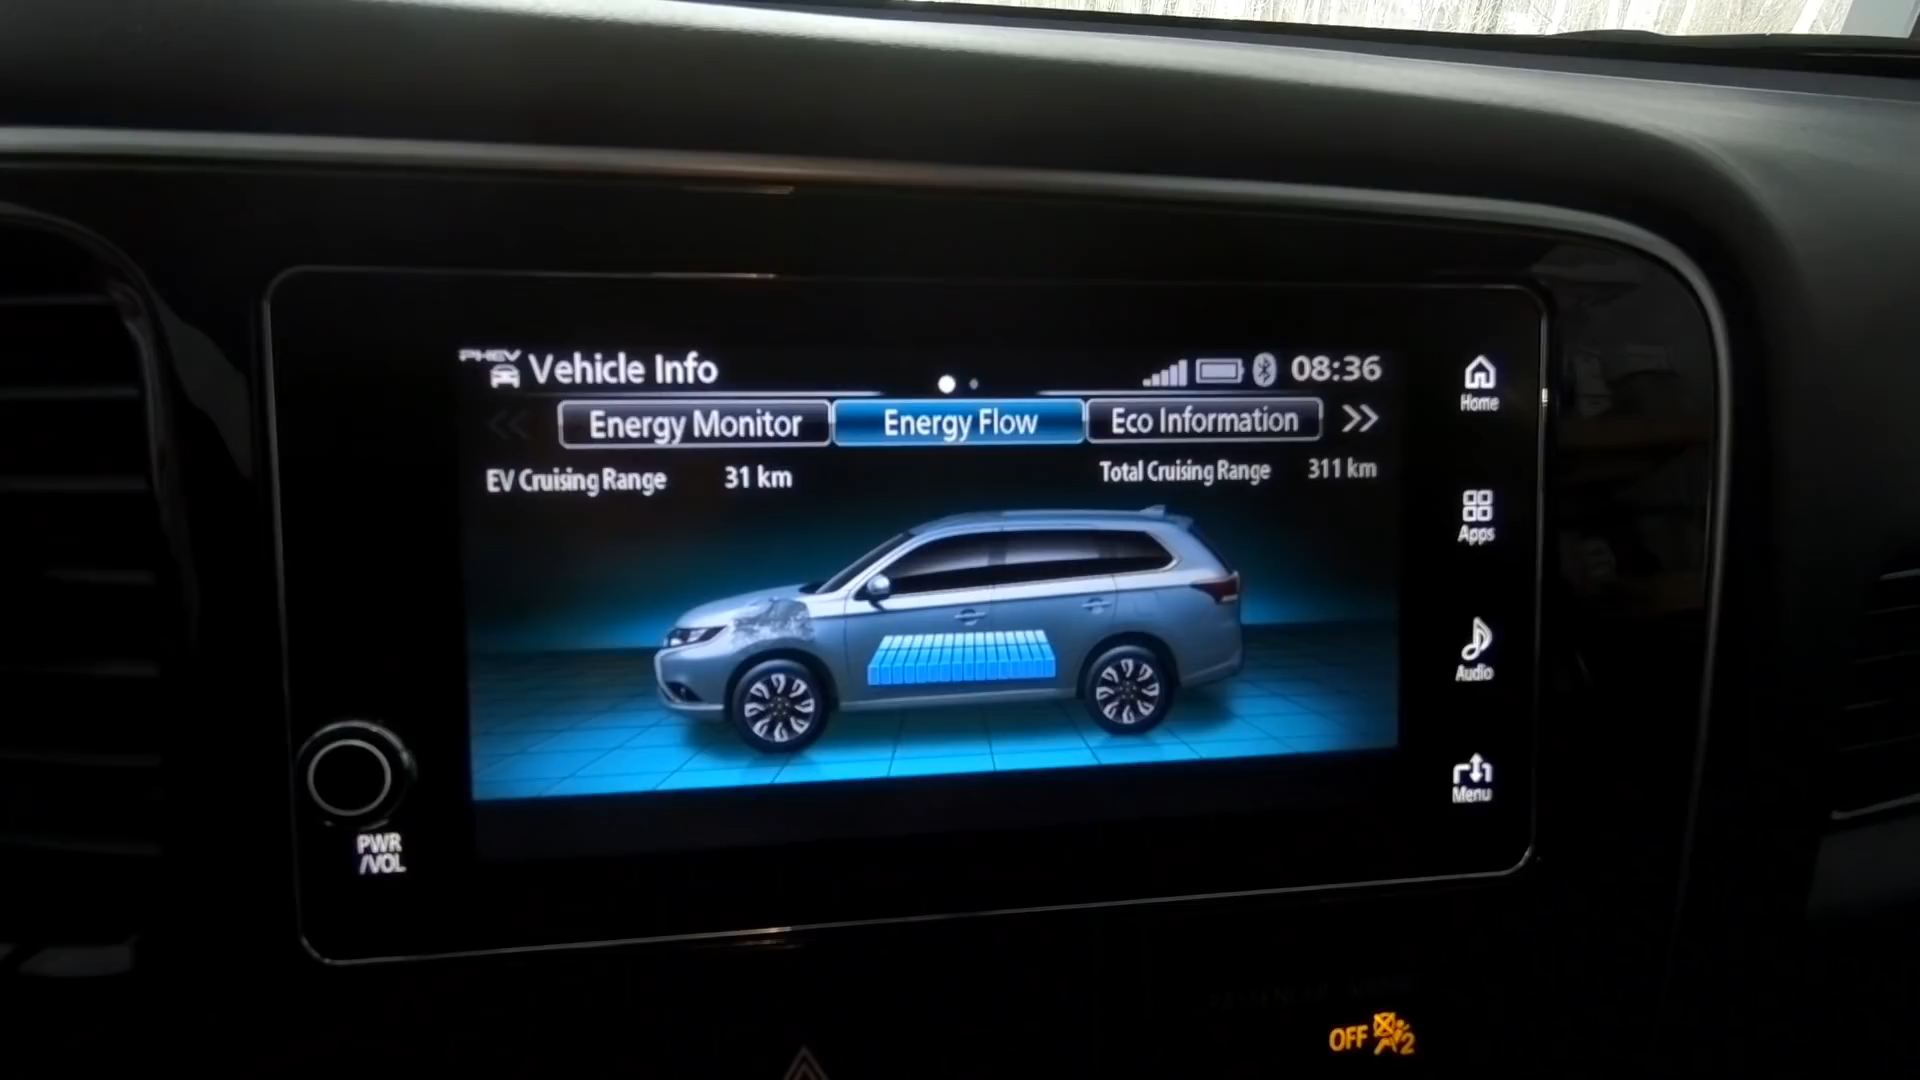 PHEV Vehicle Info 08:36
Energy Monitor Energy Flow Eco Information
EV Cruising Range 31 km Total Cruising Range 311 km
Home
Apps
Audio
Menu
PWR
/VOL
OFF 2